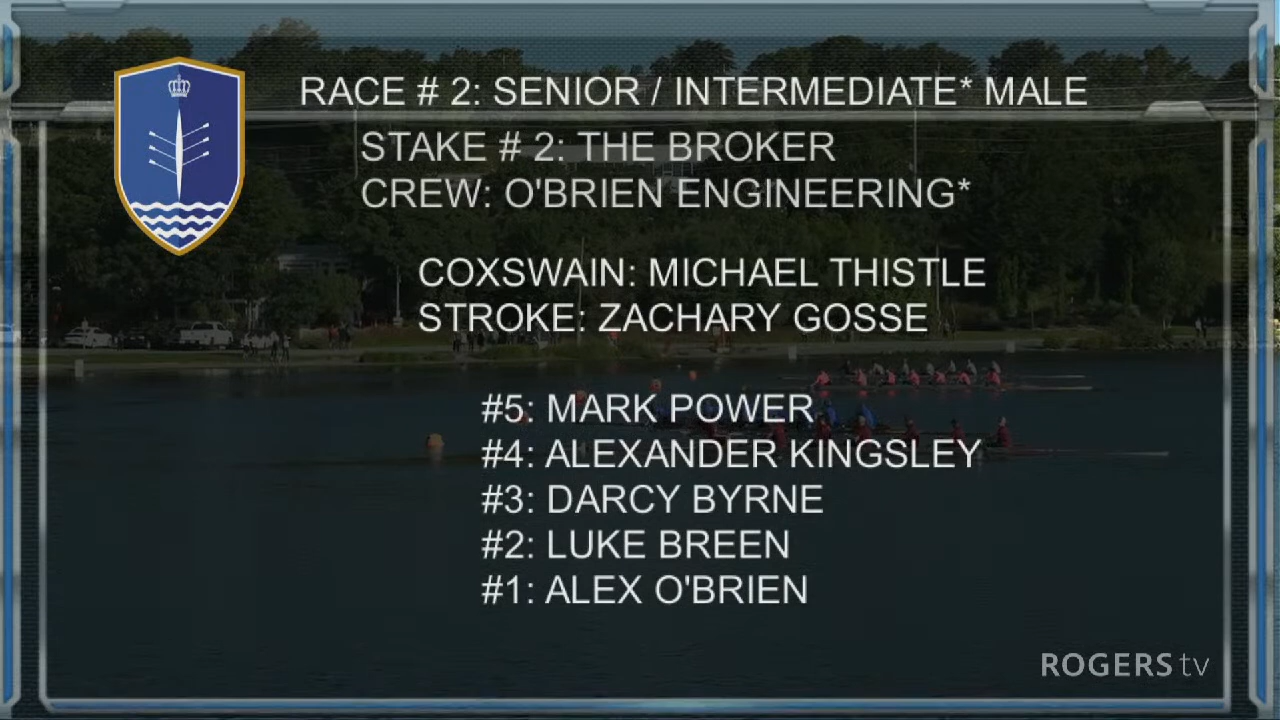 RACE # 2: SENIOR / INTERMEDIATE* MALE
STAKE # 2: THE BROKER
CREW: O'BRIEN ENGINEERING*
COXSWAIN: MICHAEL THISTLE
STROKE: ZACHARY GOSSE
#5: MARK POWER
#4: ALEXANDER KINGSLEY
#3: DARCY BYRNE
#2: LUKE BREEN
#1: ALEX O'BRIEN
ROGERS tv